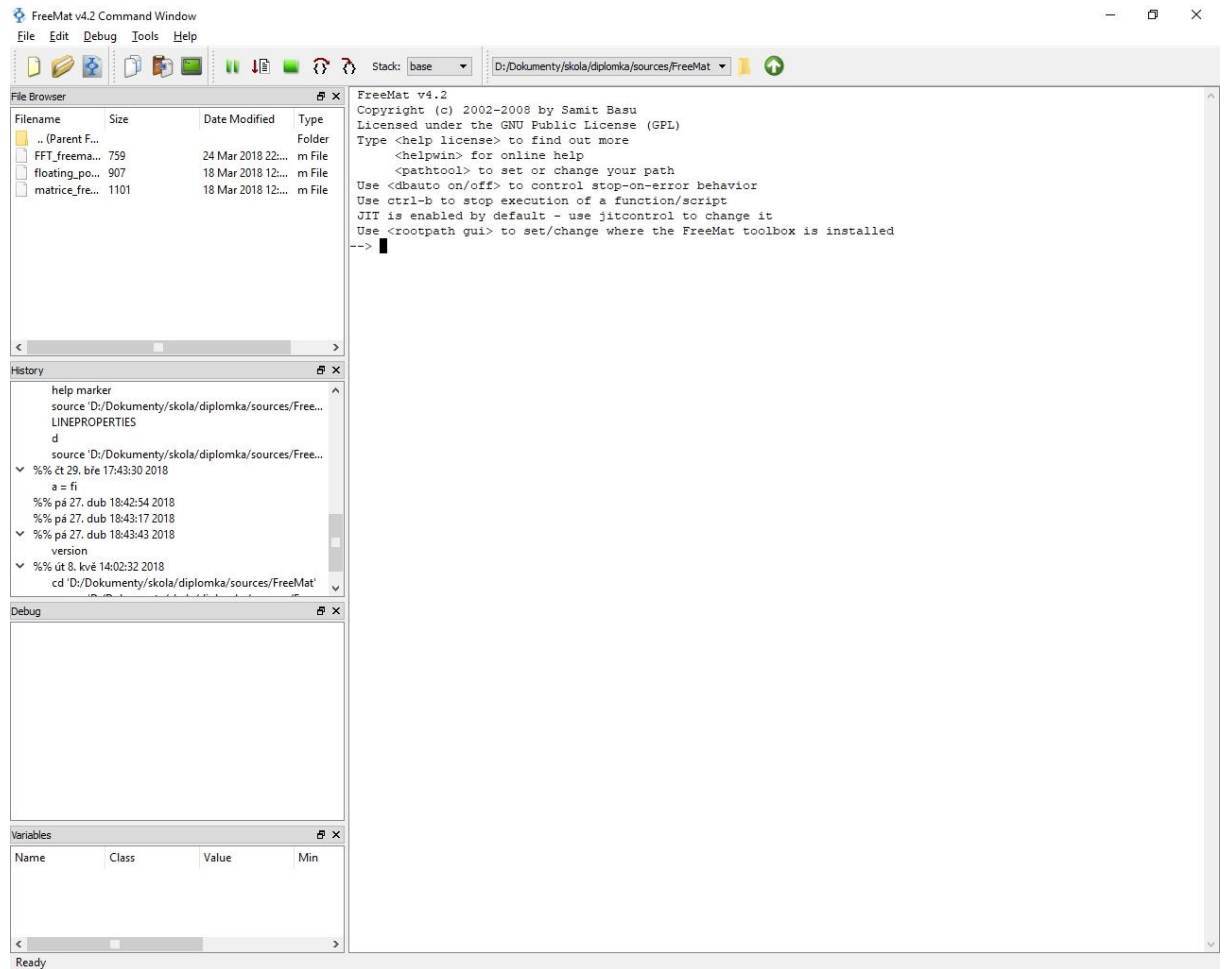 FreeMat v4.2 Command Window
File Edit Debug Tools Help
Stack: base D:/Dokumenty/skola/diplomka/sources/FreeMat
File Browser
Filename Size Date Modified Type
.. (Parent F... Folder
FFT_freema... 759 24 Mar 2018 22:... m File
floating_po... 907 18 Mar 2018 12:... m File
matrice_fre... 1101 18 Mar 2018 12:... m File
History
help marker
source 'D:/Dokumenty/skola/diplomka/sources/Free...
LINEPROPERTIES
d
source 'D:/Dokumenty/skola/diplomka/sources/Free...
%% čt 29. bře 17:43:30 2018
a = fi
%% pá 27. dub 18:42:54 2018
%% pá 27. dub 18:43:17 2018
%% pá 27. dub 18:43:43 2018
version
%% út 8. kvě 14:02:32 2018
cd 'D:/Dokumenty/skola/diplomka/sources/FreeMat'
Debug
Variables
Name Class Value Min
Ready
FreeMat v4.2
Copyright (c) 2002-2008 by Samit Basu
Licensed under the GNU Public License (GPL)
Type <help license> to find out more
<helpwin> for online help
<pathtool> to set or change your path
Use <dbauto on/off> to control stop-on-error behavior
Use ctrl-b to stop execution of a function/script
JIT is enabled by default - use jitcontrol to change it
Use <rootpath gui> to set/change where the FreeMat toolbox is installed
-->